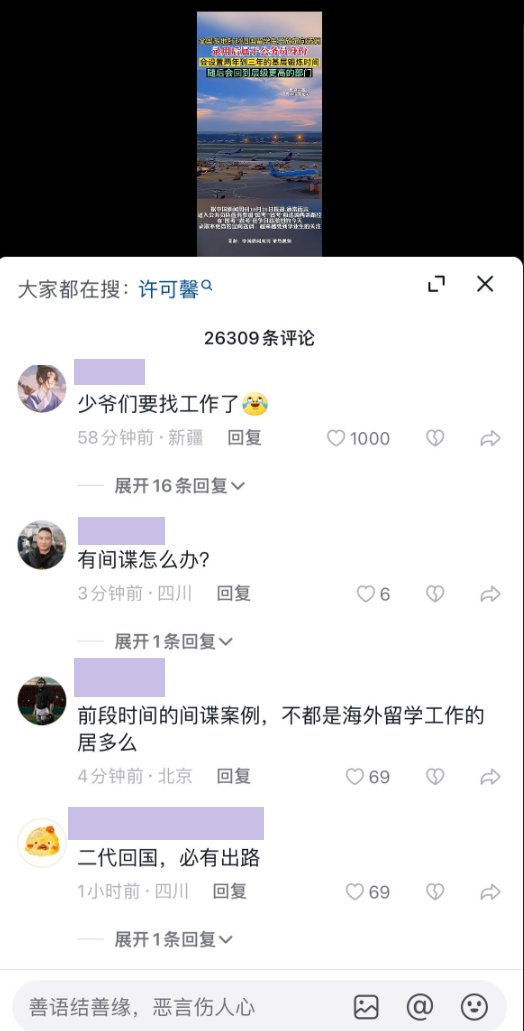 录用后属于公务员身份
会设置两年到三年的基层锻炼时间
随后会回到层级更高的部门
大家都在搜：许可馨
26309条评论
少爷们要找工作了
58分钟前·新疆 回复 1000
展开16条回复
有间谍怎么办？
3分钟前·四川 回复 6
展开1条回复
前段时间的间谍案例，不都是海外留学工作的
居多么
4分钟前·北京 回复 69
二代回国，必有出路
1小时前·四川 回复 69
展开1条回复
善语结善缘，恶言伤人心